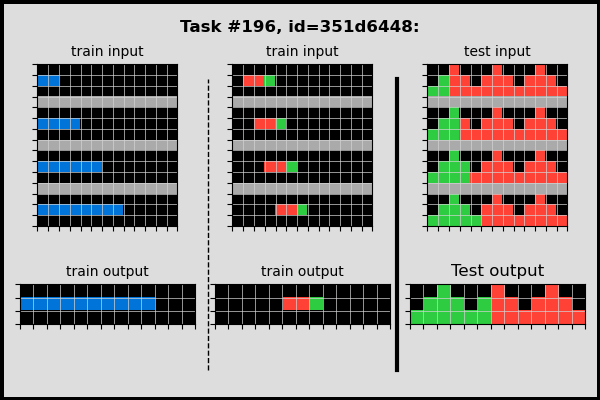 Task #196, id=351d6448:
train input
train input
test input
train output
train output
Test output